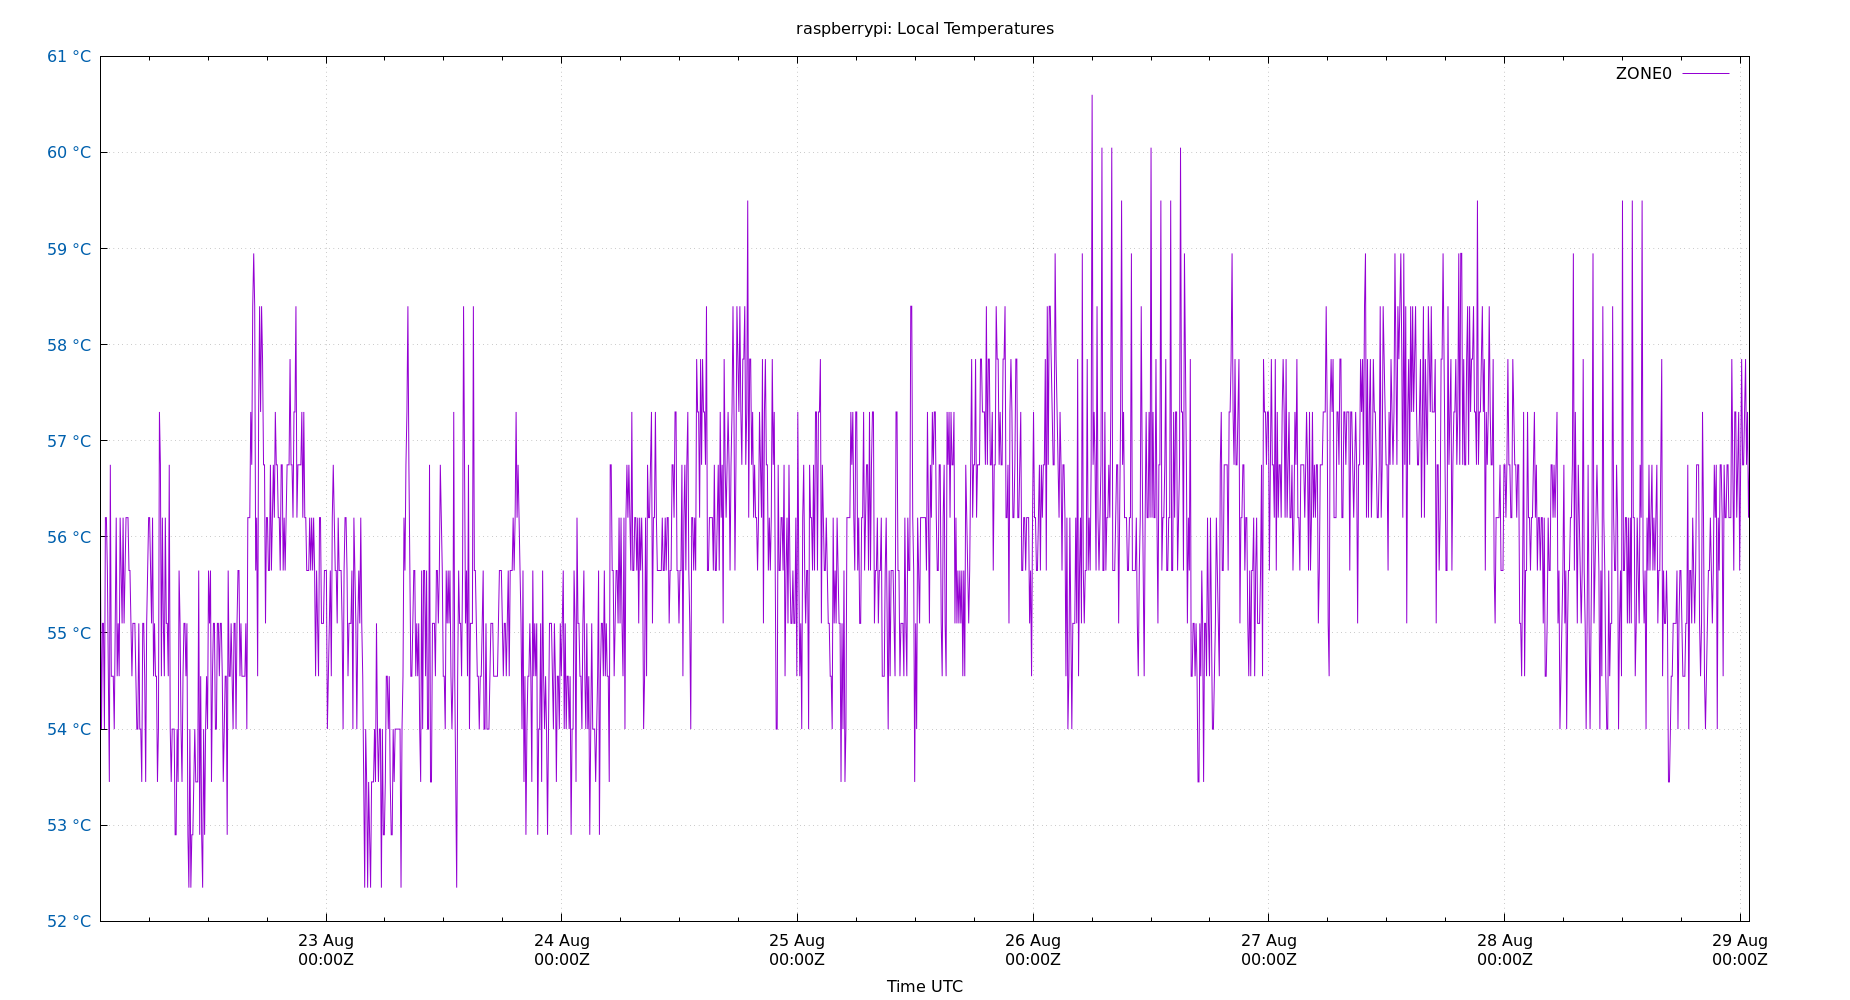 raspberrypi: Local Temperatures
61 °C
ZONE0
60 °C
59 °C
58 °C
57 °C
56 °C
55 °C
54 °C
53 °C
52 °C
23 Aug
00:00Z
24 Aug
00:00Z
25 Aug
00:00Z
26 Aug
00:00Z
27 Aug
00:00Z
28 Aug
00:00Z
29 Aug
00:00Z
Time UTC